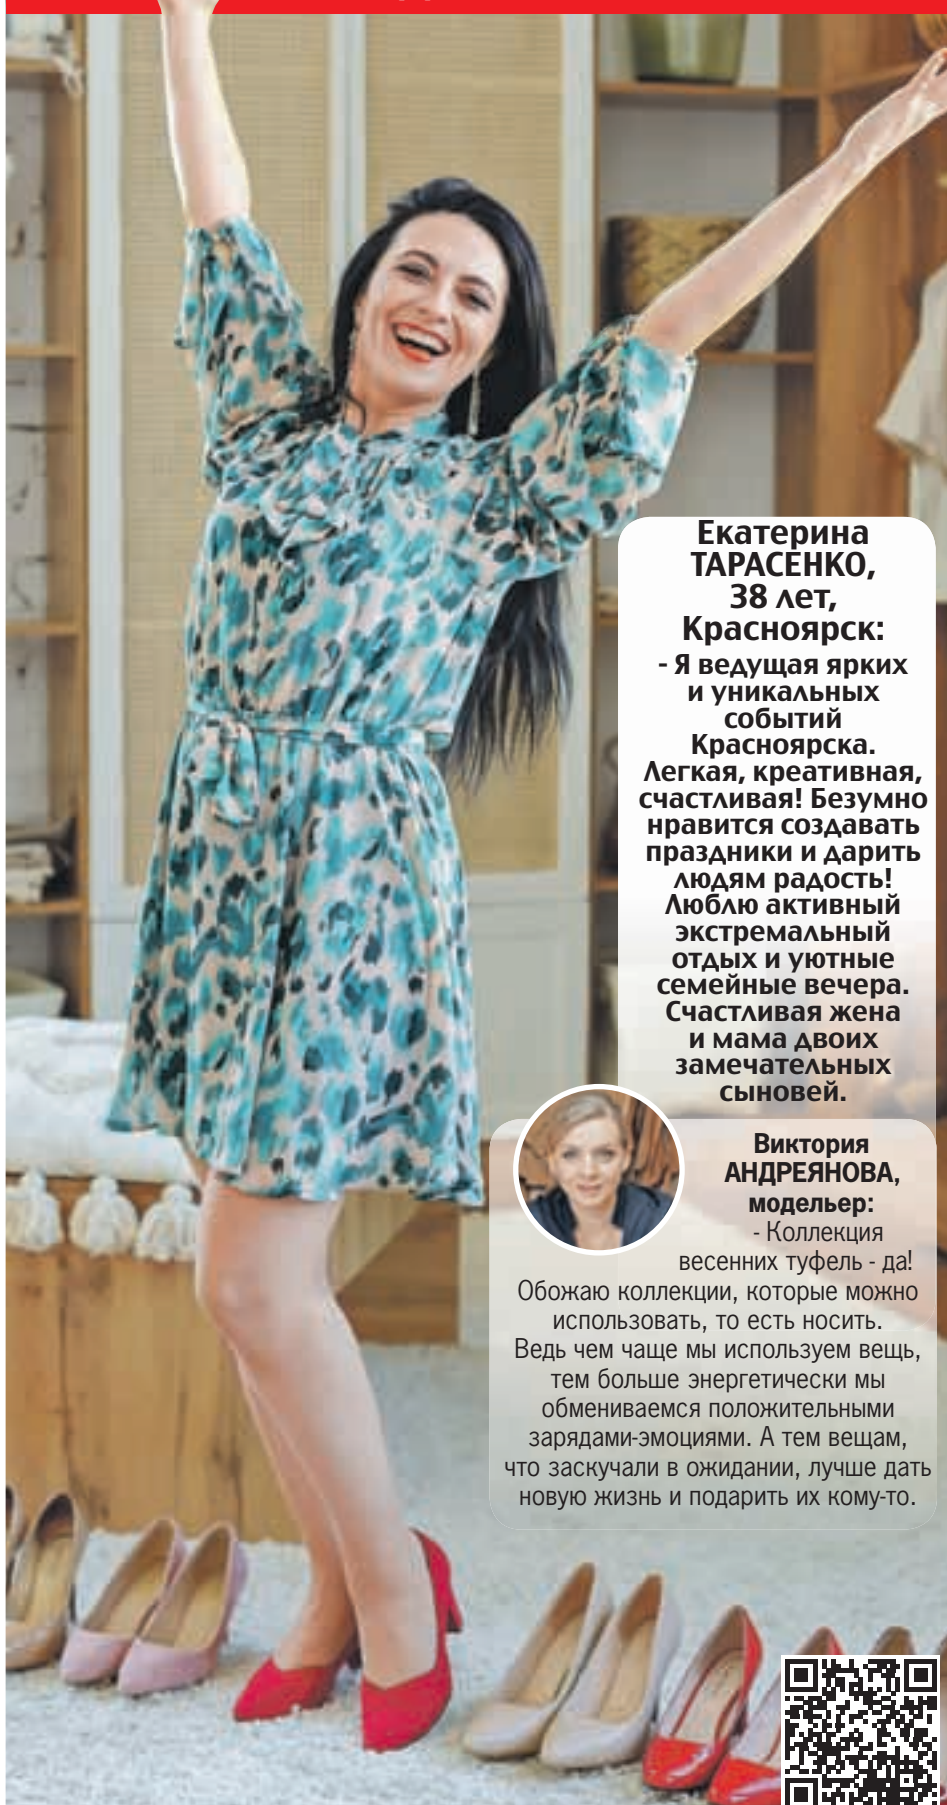 Екатерина
ТАРАСЕНКО,
38 лет,
Красноярск:
- Я ведущая ярких
и уникальных
событий
Красноярска.
Легкая, креативная,
счастливая! Безумно
нравится создавать
праздники и дарить
людям радость!
Люблю активный
экстремальный
отдых и уютные
семейные вечера.
Счастливая жена
и мама двоих
замечательных
сыновей.
Виктория
АНДРЕЯНОВА,
модельер:
- Коллекция
весенних туфель - да!
Обожаю коллекции, которые можно
использовать, то есть носить.
Ведь чем чаще мы используем вещь,
тем больше энергетически мы
обмениваемся положительными
зарядами-эмоциями. А тем вещам,
что заскучали в ожидании, лучше дать
новую жизнь и подарить их кому-то.